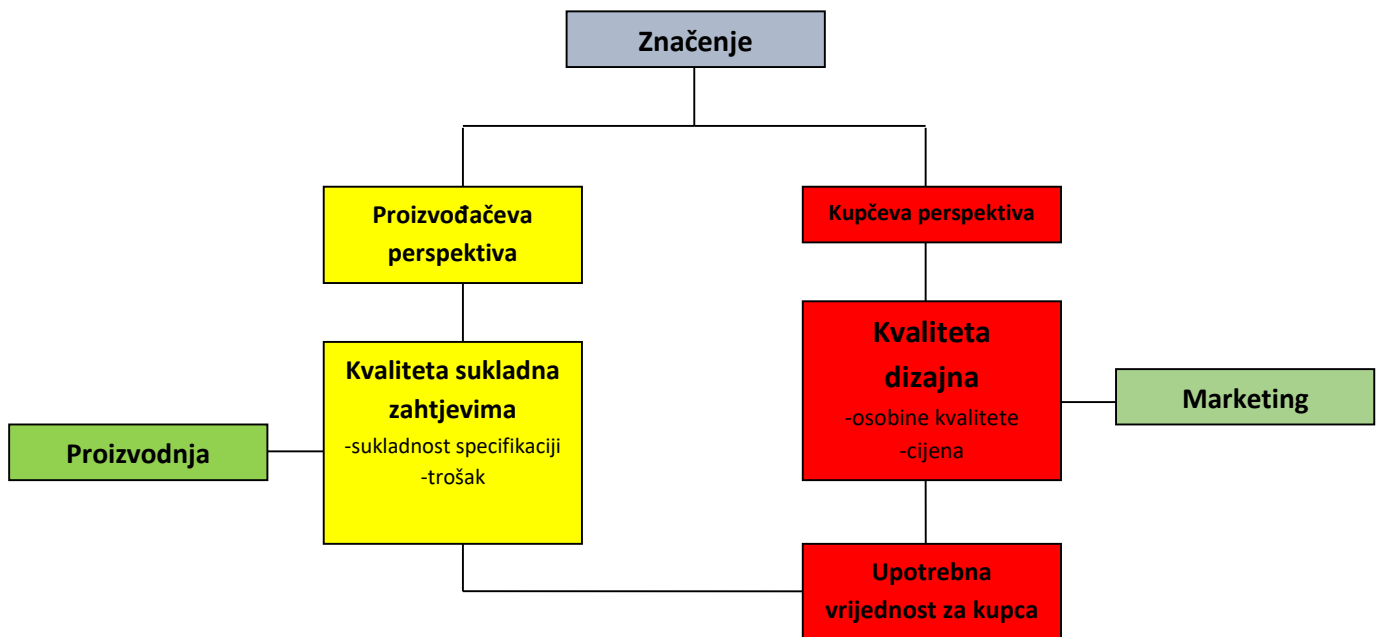 Značenje
Proizvođačeva
perspektiva
Kupčeva perspektiva
Kvaliteta sukladna
zahtjevima
-sukladnost specifikaciji
-trošak
Kvaliteta
dizajna
-osobine kvalitete
-cijena
Proizvodnja
Marketing
Upotrebna
vrijednost za kupca